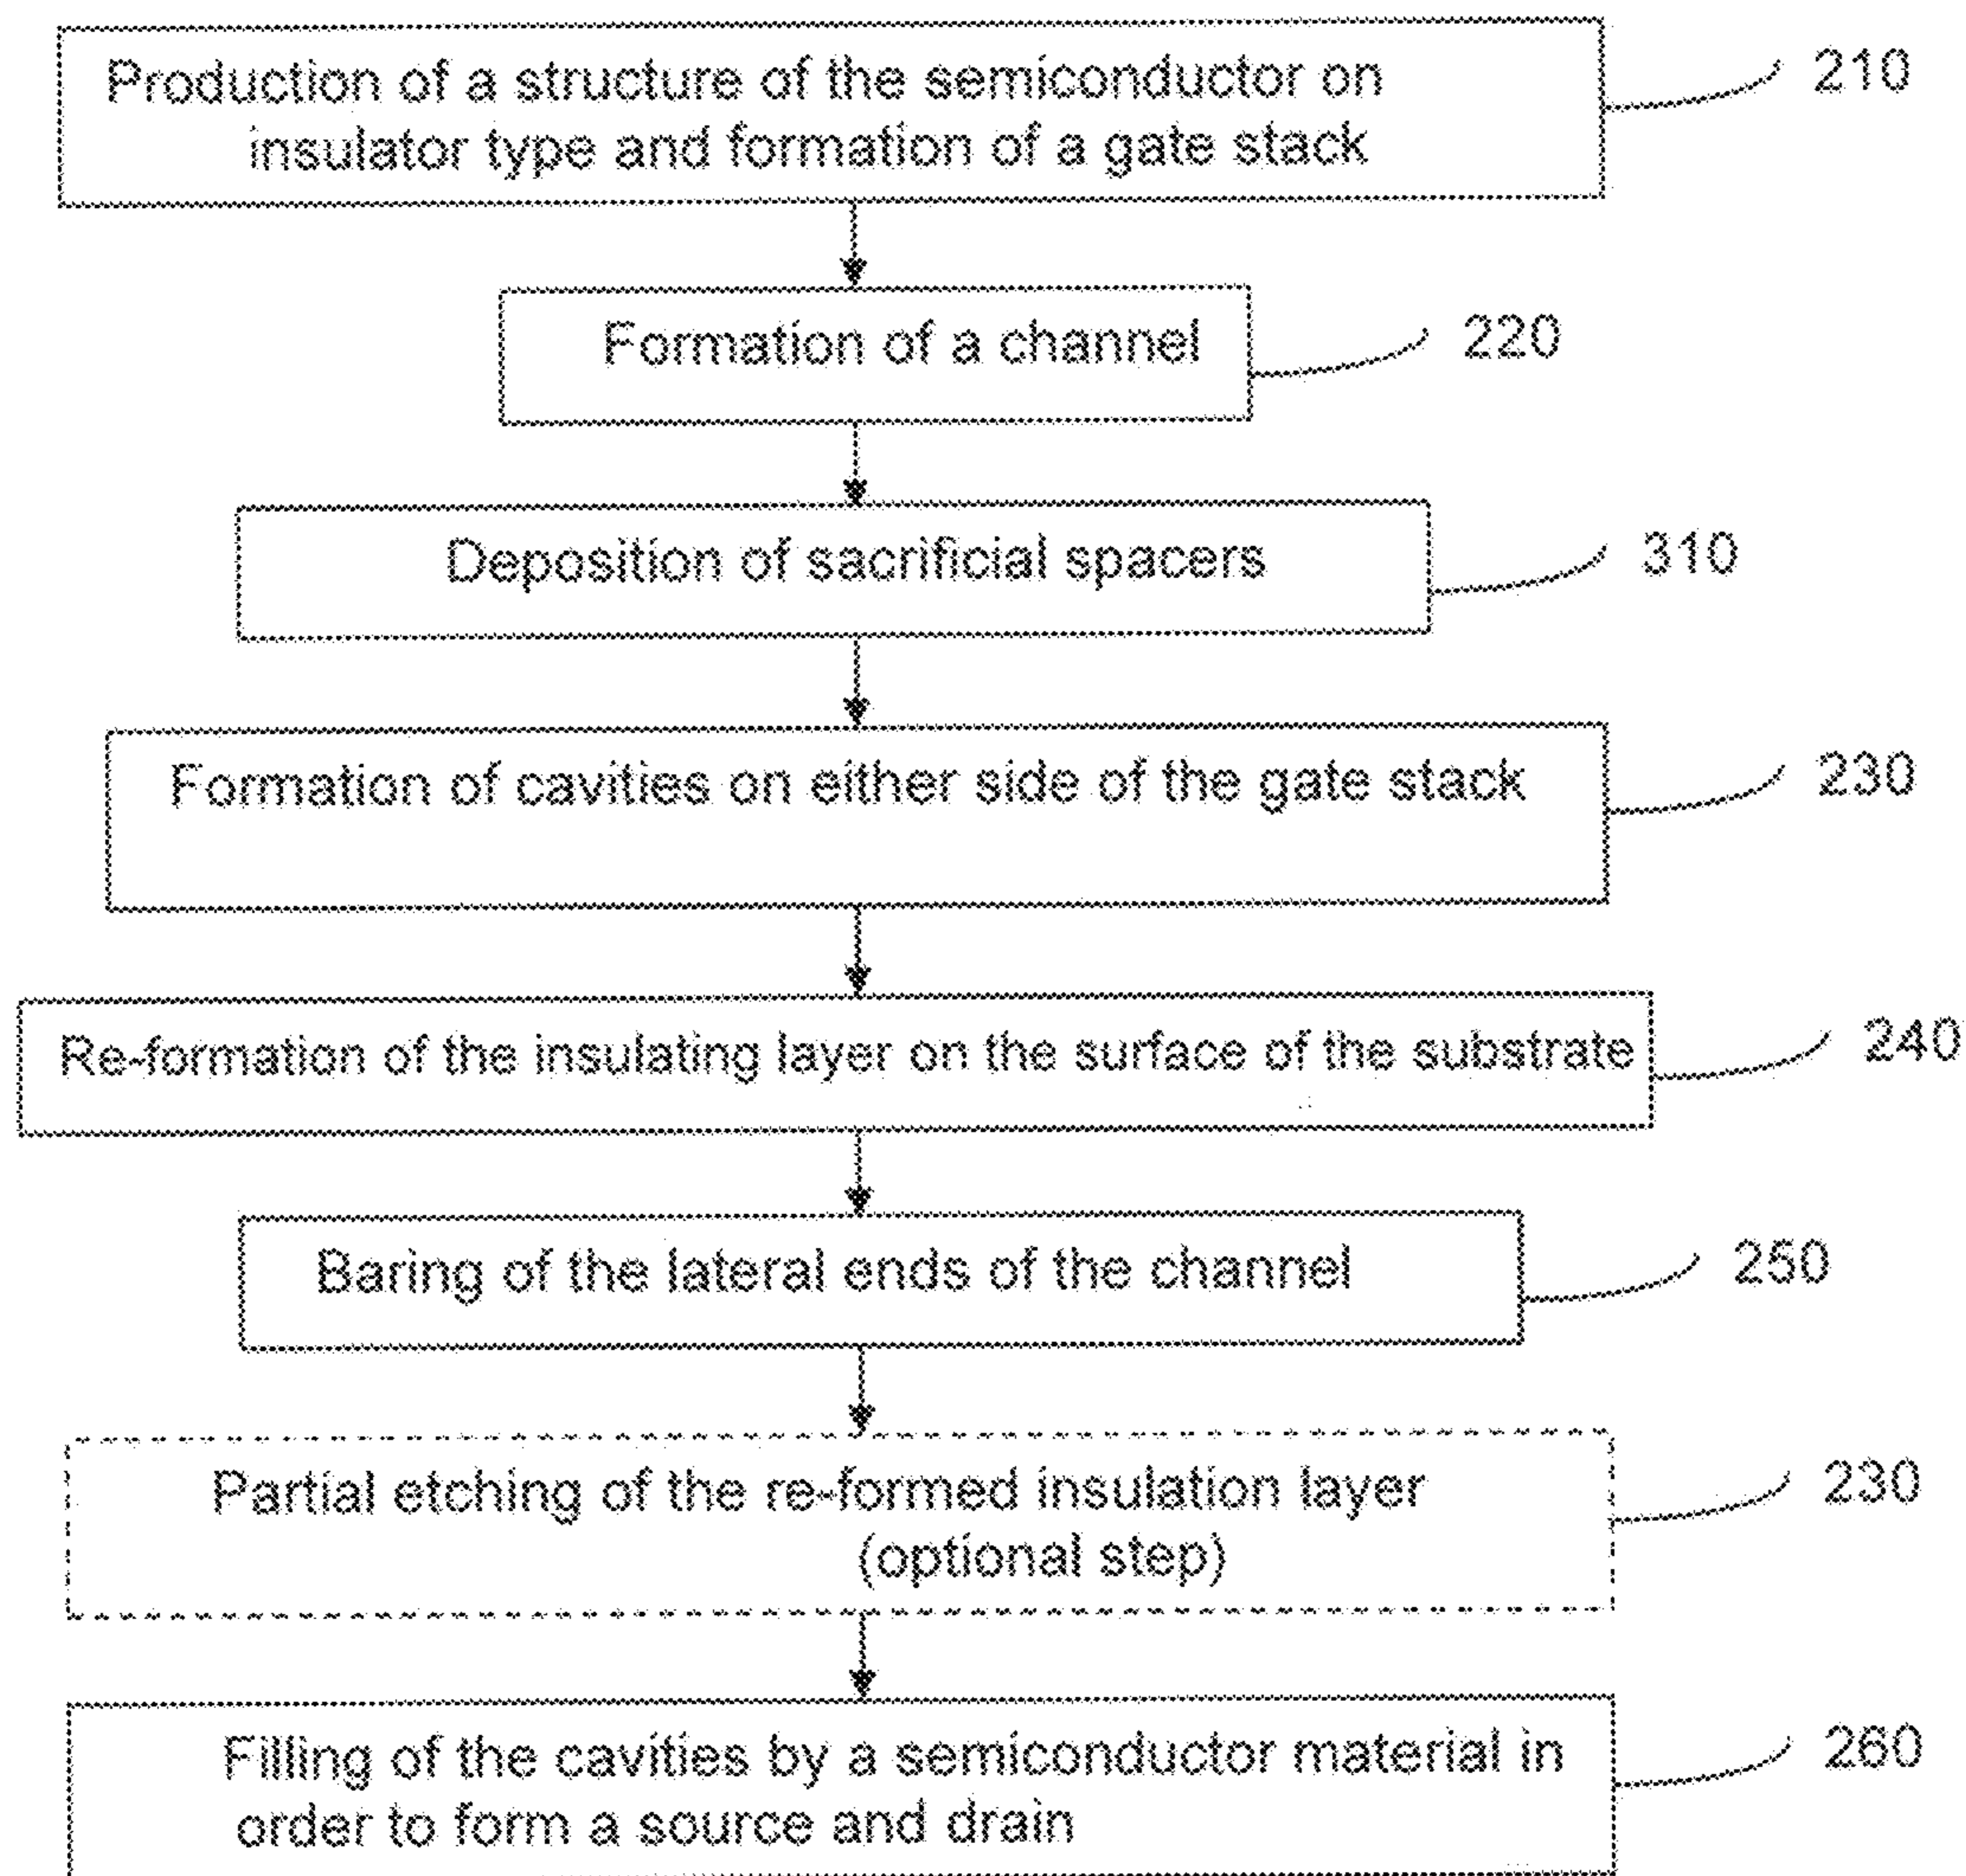 Production of a structure of the semiconductor on
insulator type and formation of a gate stack
210
Formation of a channel
220
Deposition of sacrificial spacers
310
Formation of cavities on either side of the gate stack
230
Re-formation of the insulating layer on the surface of the substrate
240
Baring of the lateral ends of the channel
250
Partial etching of the re-formed insulation layer
(optional step)
230
Filling of the cavities by a semiconductor material in
order to form a source and drain
260